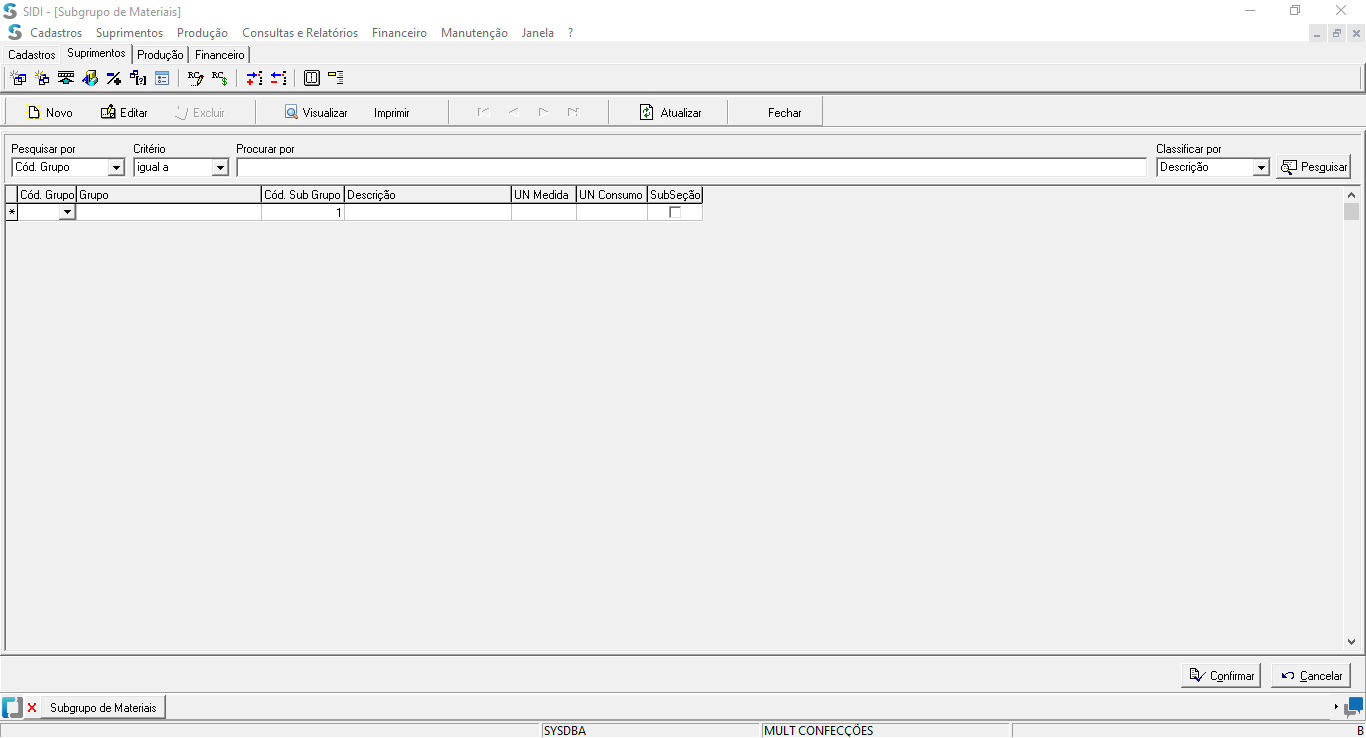 SIDI - [Subgrupo de Materiais]
Cadastros Suprimentos Produção Consultas e Relatórios Financeiro Manutenção Janela ?
Cadastros Suprimentos Produção Financeiro
RC RC$
Novo Editar Excluir Visualizar Imprimir Atualizar Fechar
Pesquisar por Critério Procurar por Classificar por
Cód. Grupo igual a Descrição Pesquisar
Cód. Grupo Grupo Cód. Sub Grupo Descrição UN Medida UN Consumo SubSeção
* 1
Confirmar Cancelar
Subgrupo de Materiais
SYSDBA MULT CONFECÇÕES B